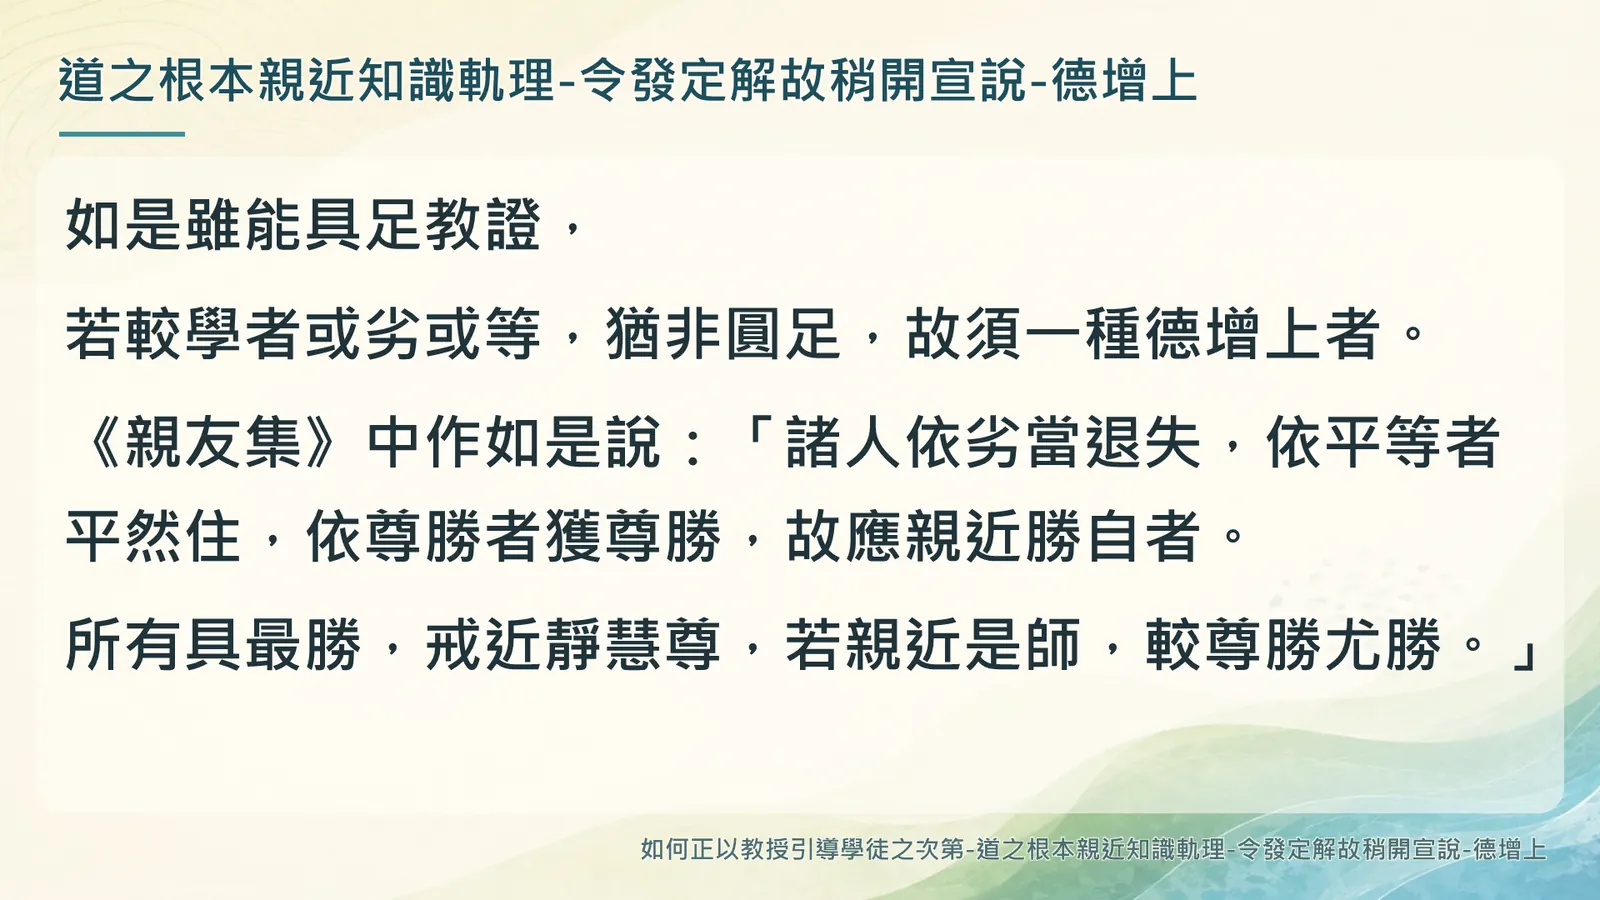 道之根本親近知識軌理-令發定解故稍開宣說-德增上
如是雖能具足教證，
若較學者或劣或等，猶非圓足，故須一種德增上者。
《親友集》中作如是說：「諸人依劣當退失，依平等者
平然住，依尊勝者獲尊勝，故應親近勝自者。
所有具最勝，戒近靜慧尊，若親近是師，較尊勝尤勝。」
如何正以教授引導學徒之次第-道之根本親近知識軌理-令發定解故稍開宣說-德增上